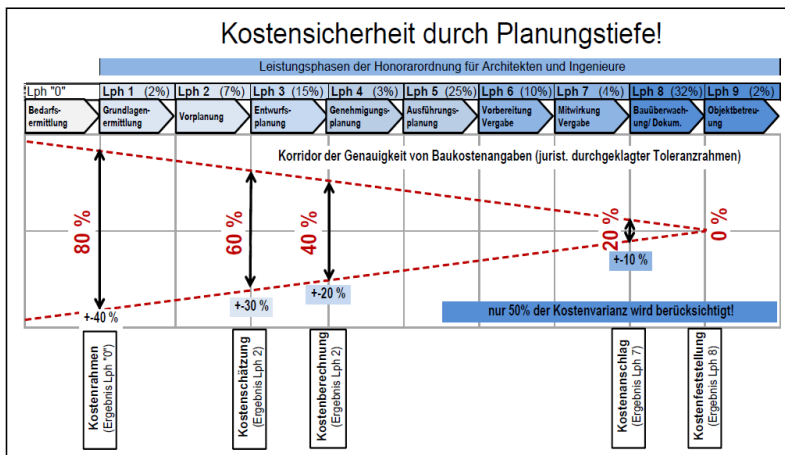 Kostensicherheit durch Planungstiefe!
Leistungsphasen der Honorarordnung für Architekten und Ingenieure
Lph "0"
Lph 1 (2%)
Lph 2 (7%)
Lph 3 (15%)
Lph 4 (3%)
Lph 5 (25%)
Lph 6 (10%)
Lph 7 (4%)
Lph 8 (32%)
Lph 9 (2%)
Bedarfs-
ermittlung
Grundlagen-
ermittlung
Vorplanung
Entwurfs-
planung
Genehmigungs-
planung
Ausführungs-
planung
Vorbereitung
Vergabe
Mitwirkung
Vergabe
Bauüberwach-
ung/ Dokum.
Objektbetreu-
ung
Korridor der Genauigkeit von Baukostenangaben (jurist. durchgeklagter Toleranzrahmen)
80 %
60 %
40 %
20 %
0 %
+-40 %
+-30 %
+-20 %
+-10 %
nur 50% der Kostenvarianz wird berücksichtigt!
Kostenrahmen
(Ergebnis Lph "0")
Kostenschätzung
(Ergebnis Lph 2)
Kostenberechnung
(Ergebnis Lph 2)
Kostenanschlag
(Ergebnis Lph 7)
Kostenfeststellung
(Ergebnis Lph 8)